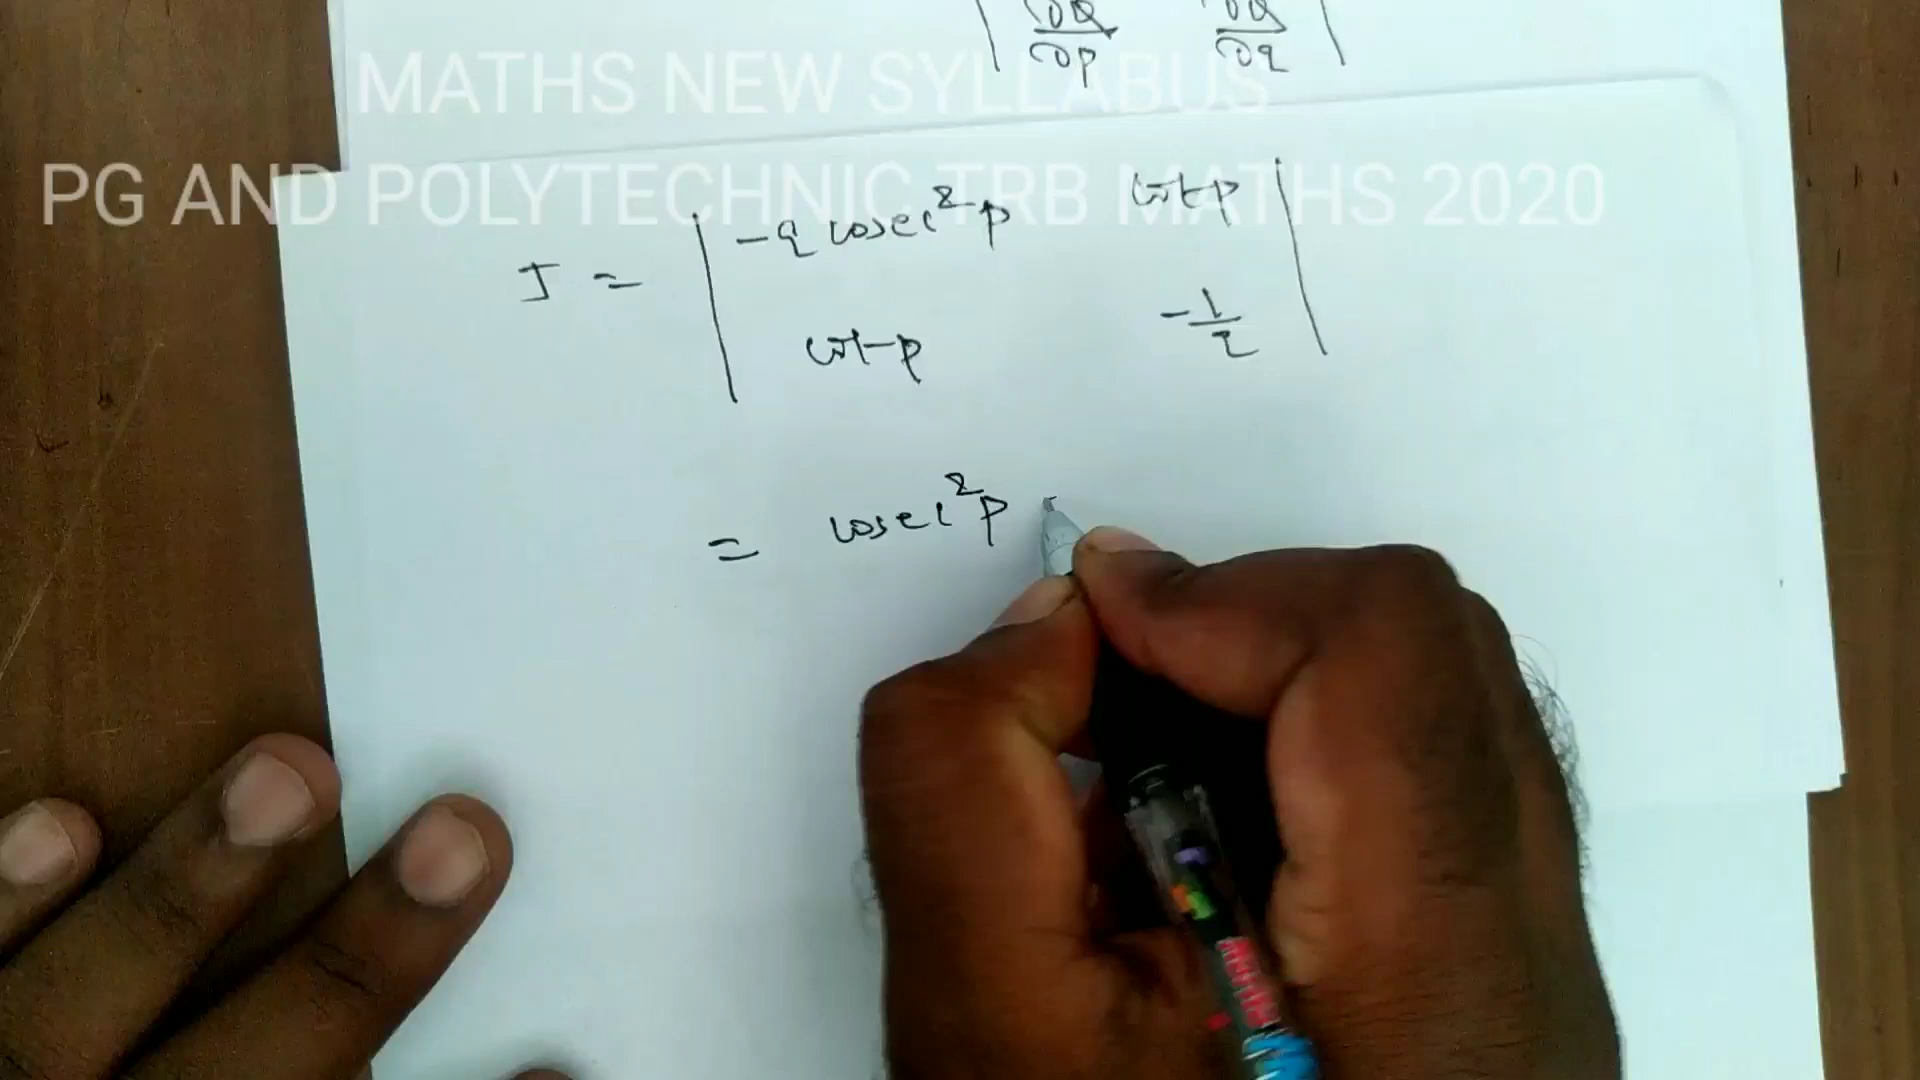 ∂Q/∂p ∂Q/∂q
MATHS NEW SYLLABUS
PG AND POLYTECHNIC TRB MATHS 2020
J = | -q cosec²p cot p |
| cot p -1/q |
= cosec²p